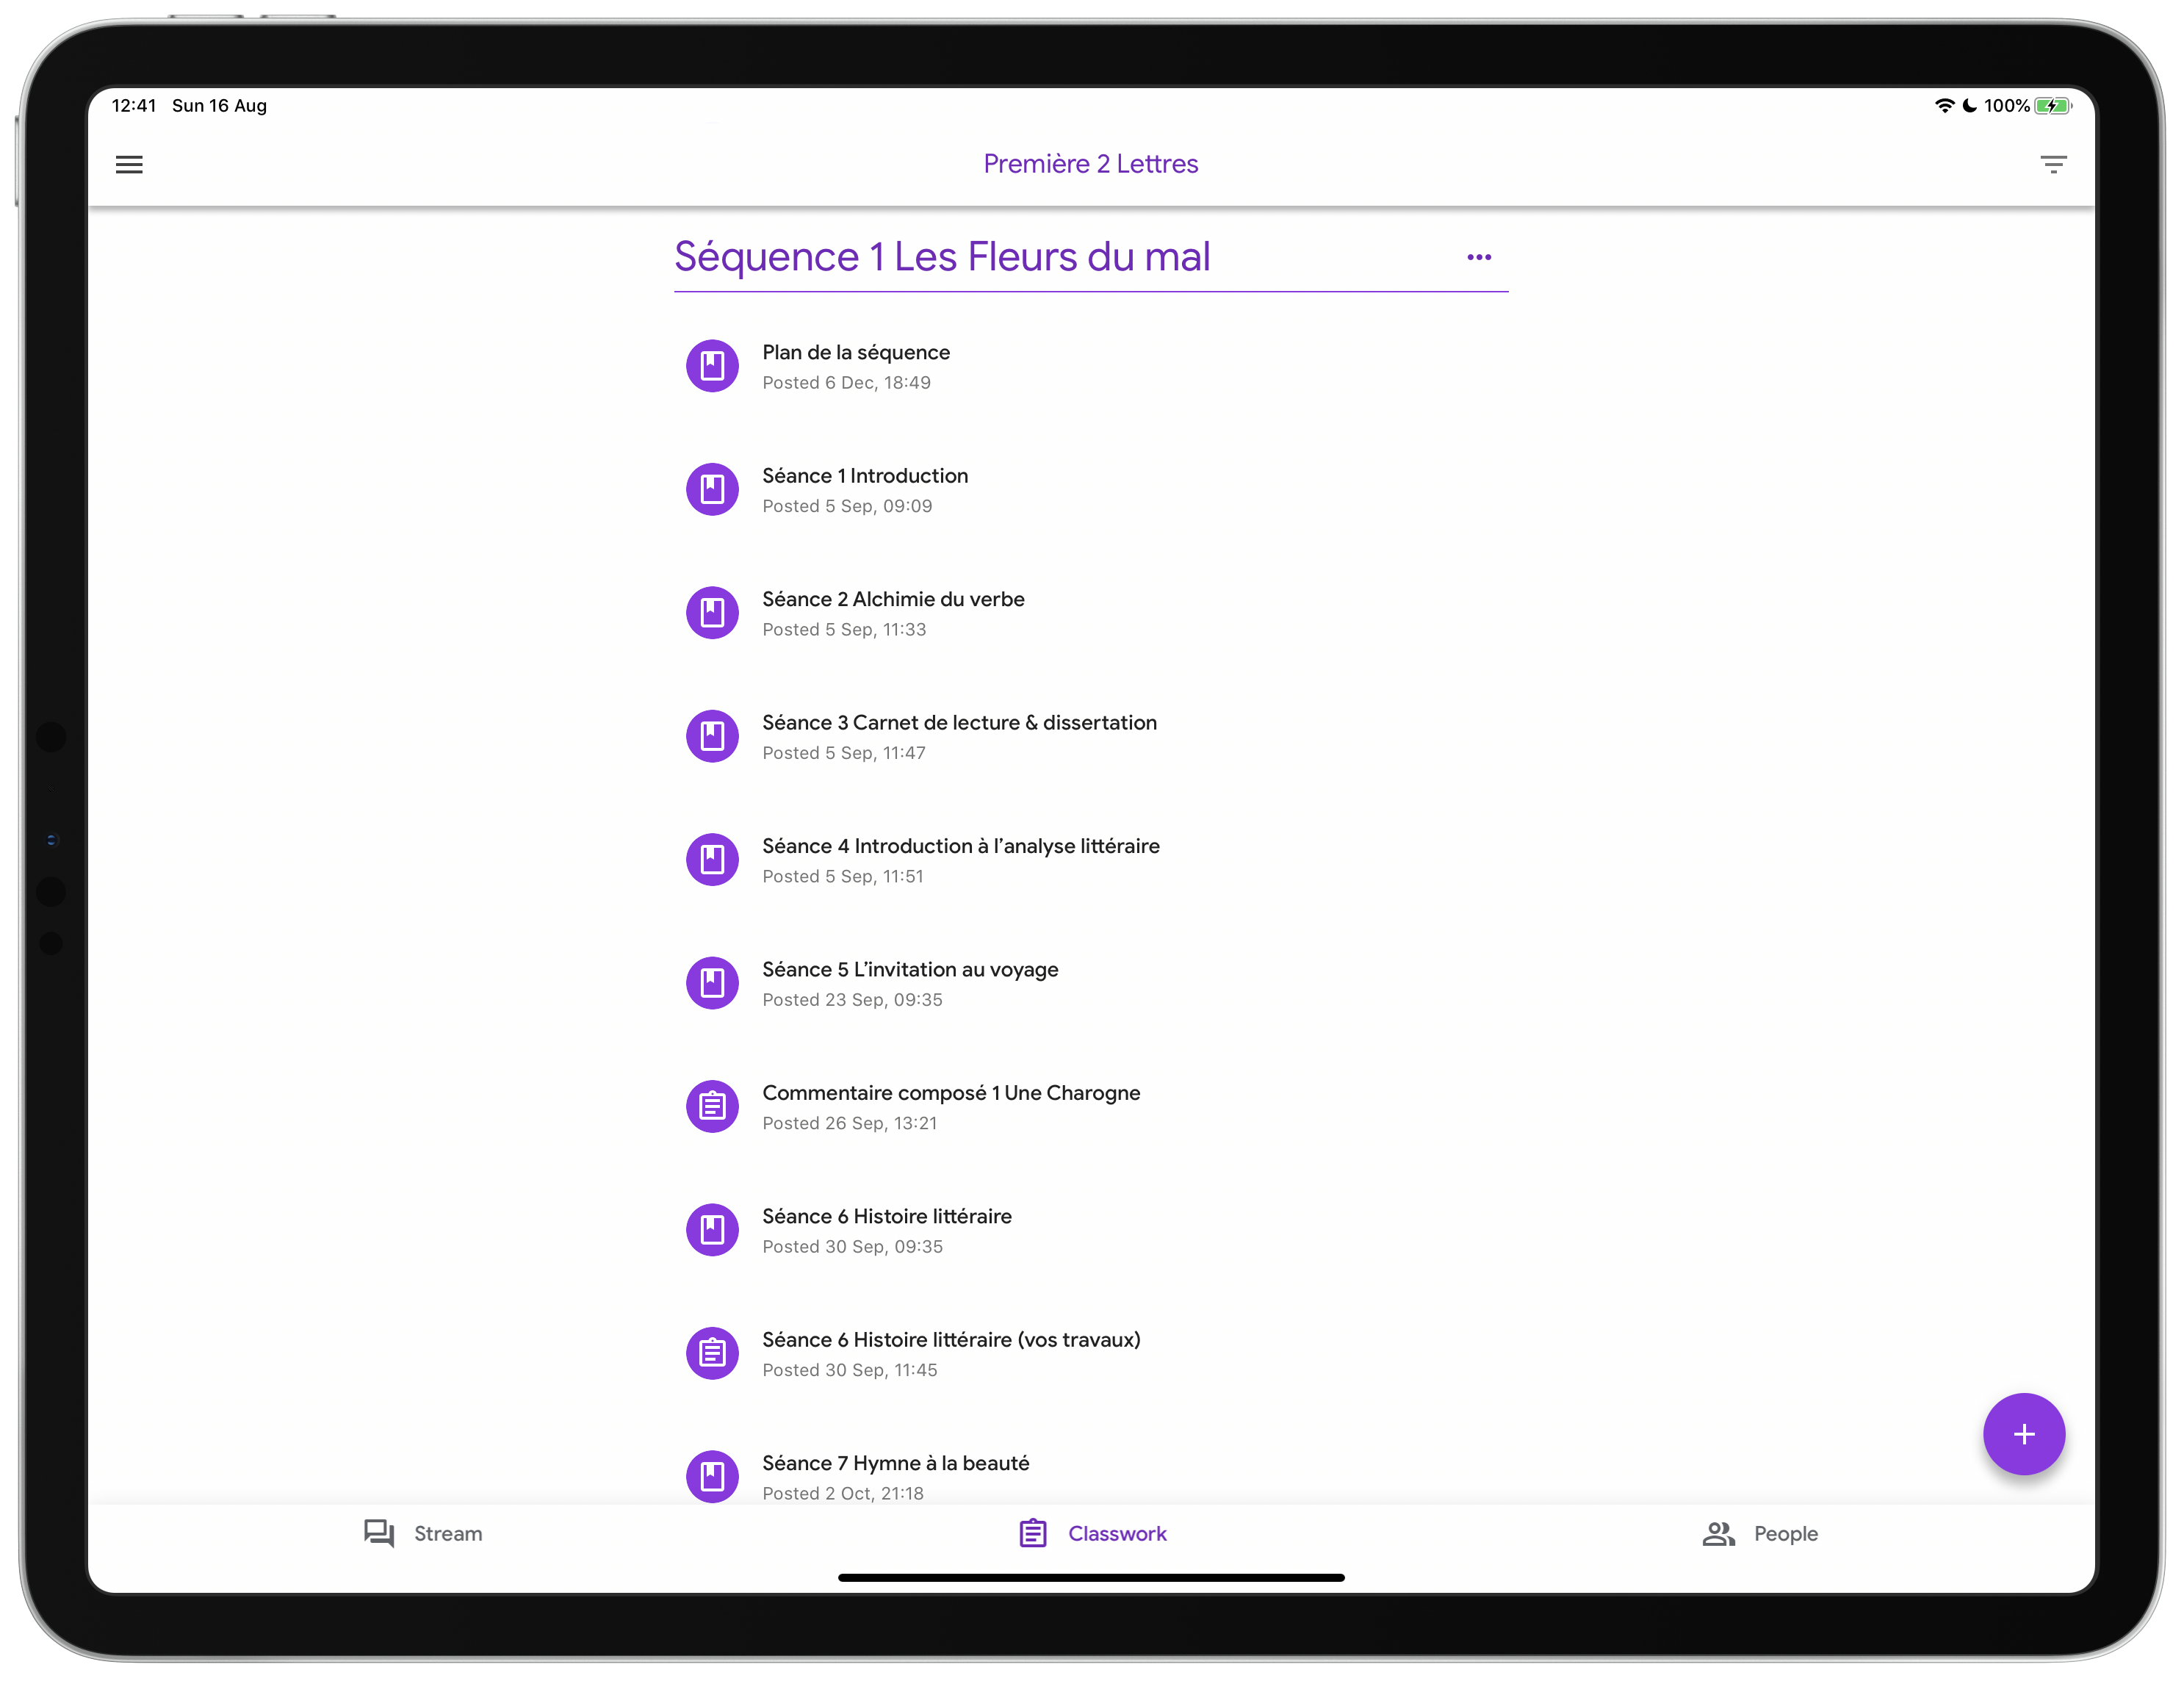 12:41 Sun 16 Aug
100%
Première 2 Lettres
Séquence 1 Les Fleurs du mal
Plan de la séquence
Posted 6 Dec, 18:49
Séance 1 Introduction
Posted 5 Sep, 09:09
Séance 2 Alchimie du verbe
Posted 5 Sep, 11:33
Séance 3 Carnet de lecture & dissertation
Posted 5 Sep, 11:47
Séance 4 Introduction à l’analyse littéraire
Posted 5 Sep, 11:51
Séance 5 L’invitation au voyage
Posted 23 Sep, 09:35
Commentaire composé 1 Une Charogne
Posted 26 Sep, 13:21
Séance 6 Histoire littéraire
Posted 30 Sep, 09:35
Séance 6 Histoire littéraire (vos travaux)
Posted 30 Sep, 11:45
Séance 7 Hymne à la beauté
Posted 2 Oct, 21:18
Stream
Classwork
People